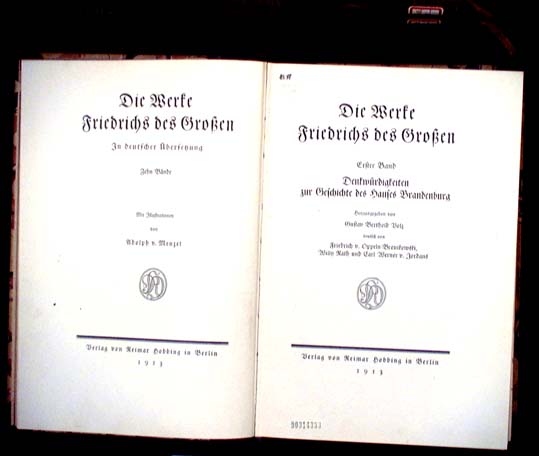 Die Werke
Friedrichs des Großen
In deutscher Übersetzung
Zehn Bände
Mit Illustrationen
von
Adolph v. Menzel
Verlag von Reimar Hobbing in Berlin
1913
Die Werke
Friedrichs des Großen
Erster Band
Denkwürdigkeiten
zur Geschichte des Hauses Brandenburg
Herausgegeben von
Gustav Berthold Volz
deutsch von
Friedrich v. Oppeln-Bronikowski,
Willy Rath und Carl Werner v. Jordans
Verlag von Reimar Hobbing in Berlin
1913